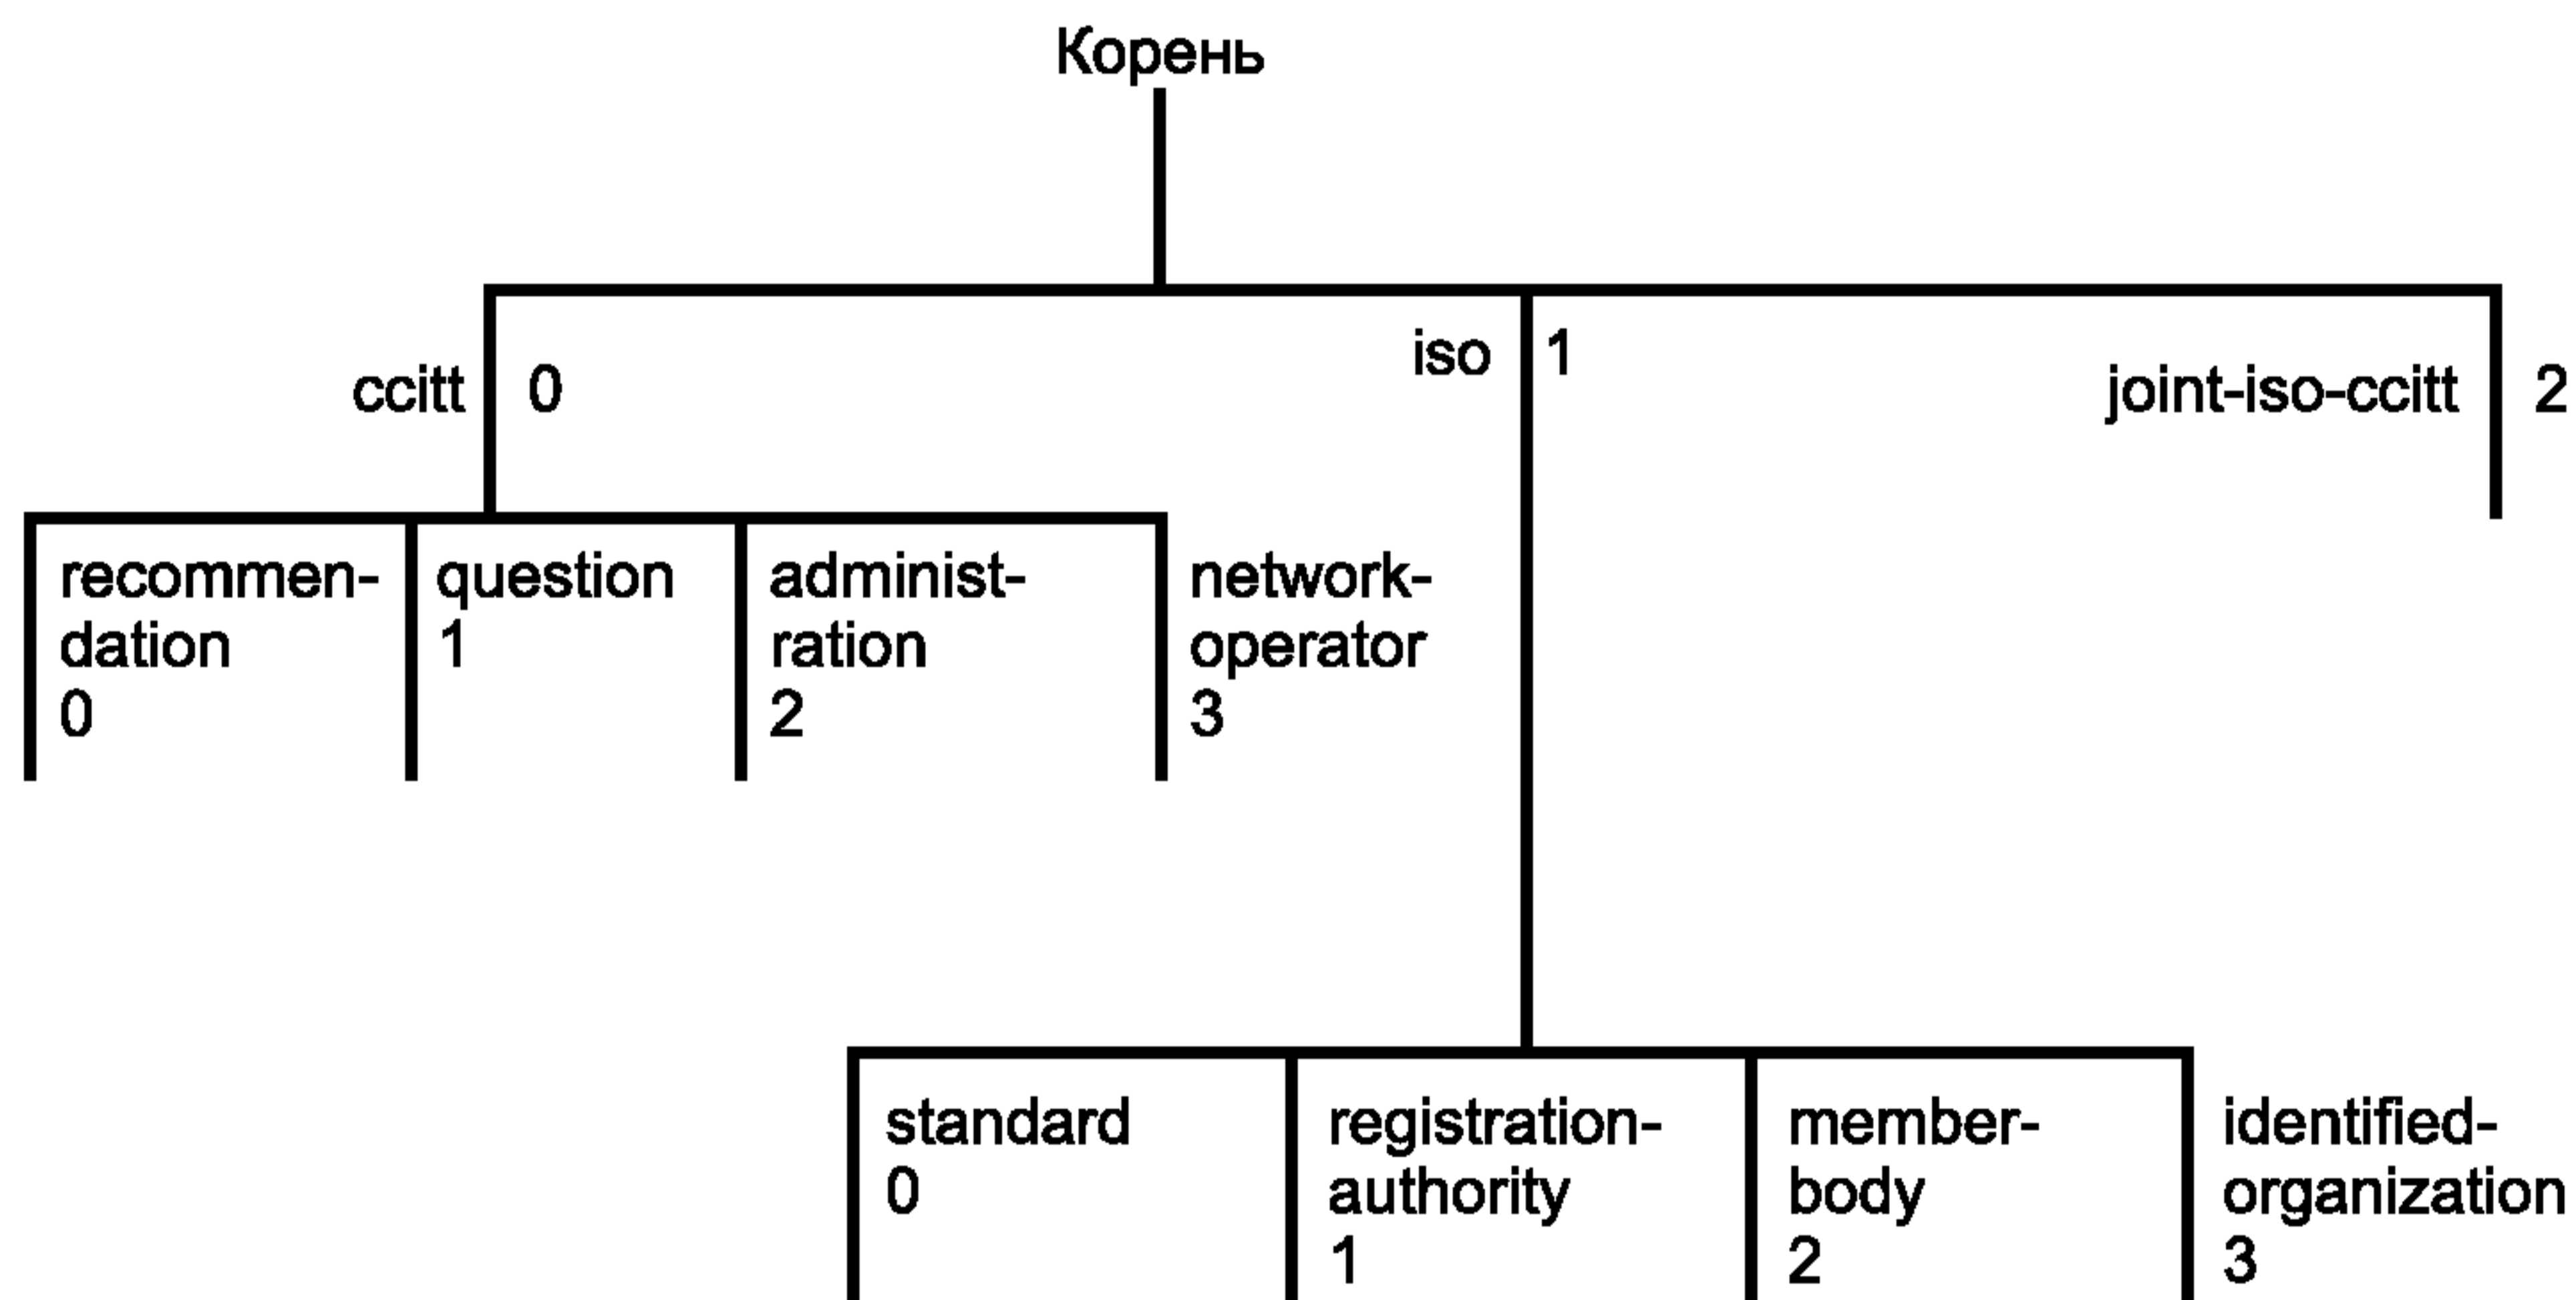 Корень
ccitt 0
iso 1
joint-iso-ccitt 2
recommen-
dation
0
question
1
administ-
ration
2
network-
operator
3
standard
0
registration-
authority
1
member-
body
2
identified-
organization
3